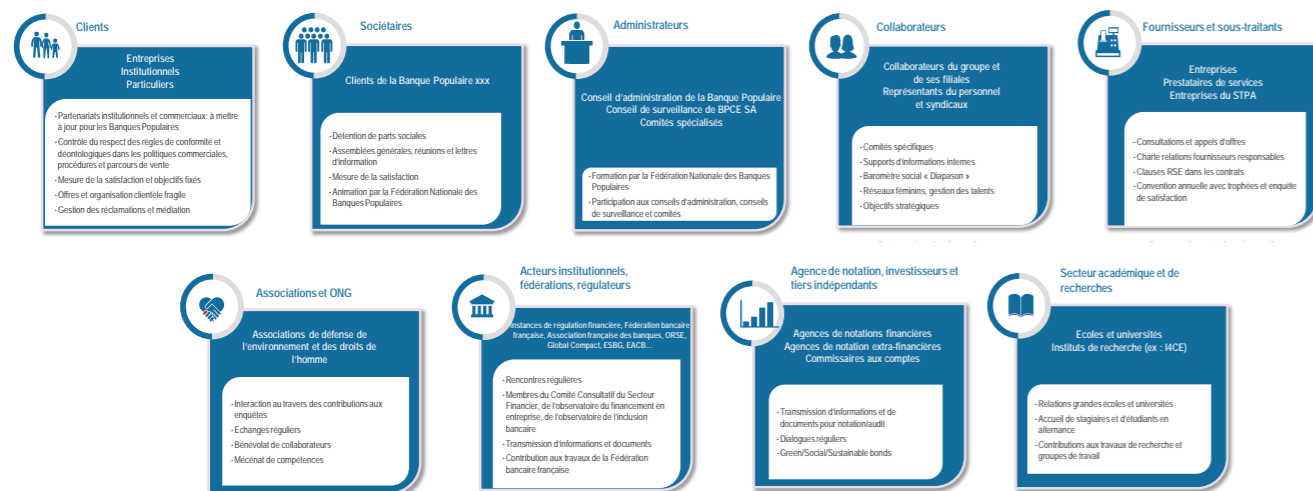 Clients
Entreprises
Institutionnels
Particuliers
- Partenariats institutionnels et commerciaux: à mettre
à jour pour les Banques Populaires
- Contrôle du respect des règles de conformité et
déontologiques dans les politiques commerciales,
procédures et parcours de vente
- Mesure de la satisfaction et objectifs fixés
- Offres et organisation clientèle fragile
- Gestion des réclamations et médiation
Sociétaires
Clients de la Banque Populaire xxx
- Détention de parts sociales
- Assemblées générales, réunions et lettres
d'information
- Mesure de la satisfaction
- Animation par la Fédération Nationale des
Banques Populaires
Administrateurs
Conseil d'administration de la Banque Populaire
Conseil de surveillance de BPCE SA
Comités spécialisés
- Formation par la Fédération Nationale des Banques
Populaires
- Participation aux conseils d'administration, conseils
de surveillance et comités
Collaborateurs
Collaborateurs du groupe et
de ses filiales
Représentants du personnel
et syndicaux
- Comités spécifiques
- Supports d'informations internes
- Baromètre social « Diapason »
- Réseaux féminins, gestion des talents
- Objectifs stratégiques
Fournisseurs et sous-traitants
Entreprises
Prestataires de services
Entreprises du STPA
- Consultations et appels d'offres
- Charte relations fournisseurs responsables
- Clauses RSE dans les contrats
- Convention annuelle avec trophées et enquête
de satisfaction
Associations et ONG
Associations de défense de
l'environnement et des droits de
l'homme
- Interaction au travers des contributions aux
enquêtes
- Echanges réguliers
- Bénévolat de collaborateurs
- Mécénat de compétences
Acteurs institutionnels,
fédérations, régulateurs
Instances de régulation financière, Fédération bancaire
française, Association française des banques, ORSE,
Global Compact, ESBG, EACB...
- Rencontres régulières
- Membres du Comité Consultatif du Secteur
Financier, de l'observatoire du financement en
entreprise, de l'observatoire de l'inclusion
bancaire
- Transmission d'informations et documents
- Contribution aux travaux de la Fédération
bancaire française
Agence de notation, investisseurs et
tiers indépendants
Agences de notations financières
Agences de notation extra-financières
Commissaires aux comptes
- Transmission d'informations et de
documents pour notation/audit
- Dialogues réguliers
- Green/Social/Sustainable bonds
Secteur académique et de
recherches
Ecoles et universités
Instituts de recherche (ex : I4CE)
- Relations grandes écoles et universités
- Accueil de stagiaires et d'étudiants en
alternance
- Contributions aux travaux de recherche et
groupes de travail